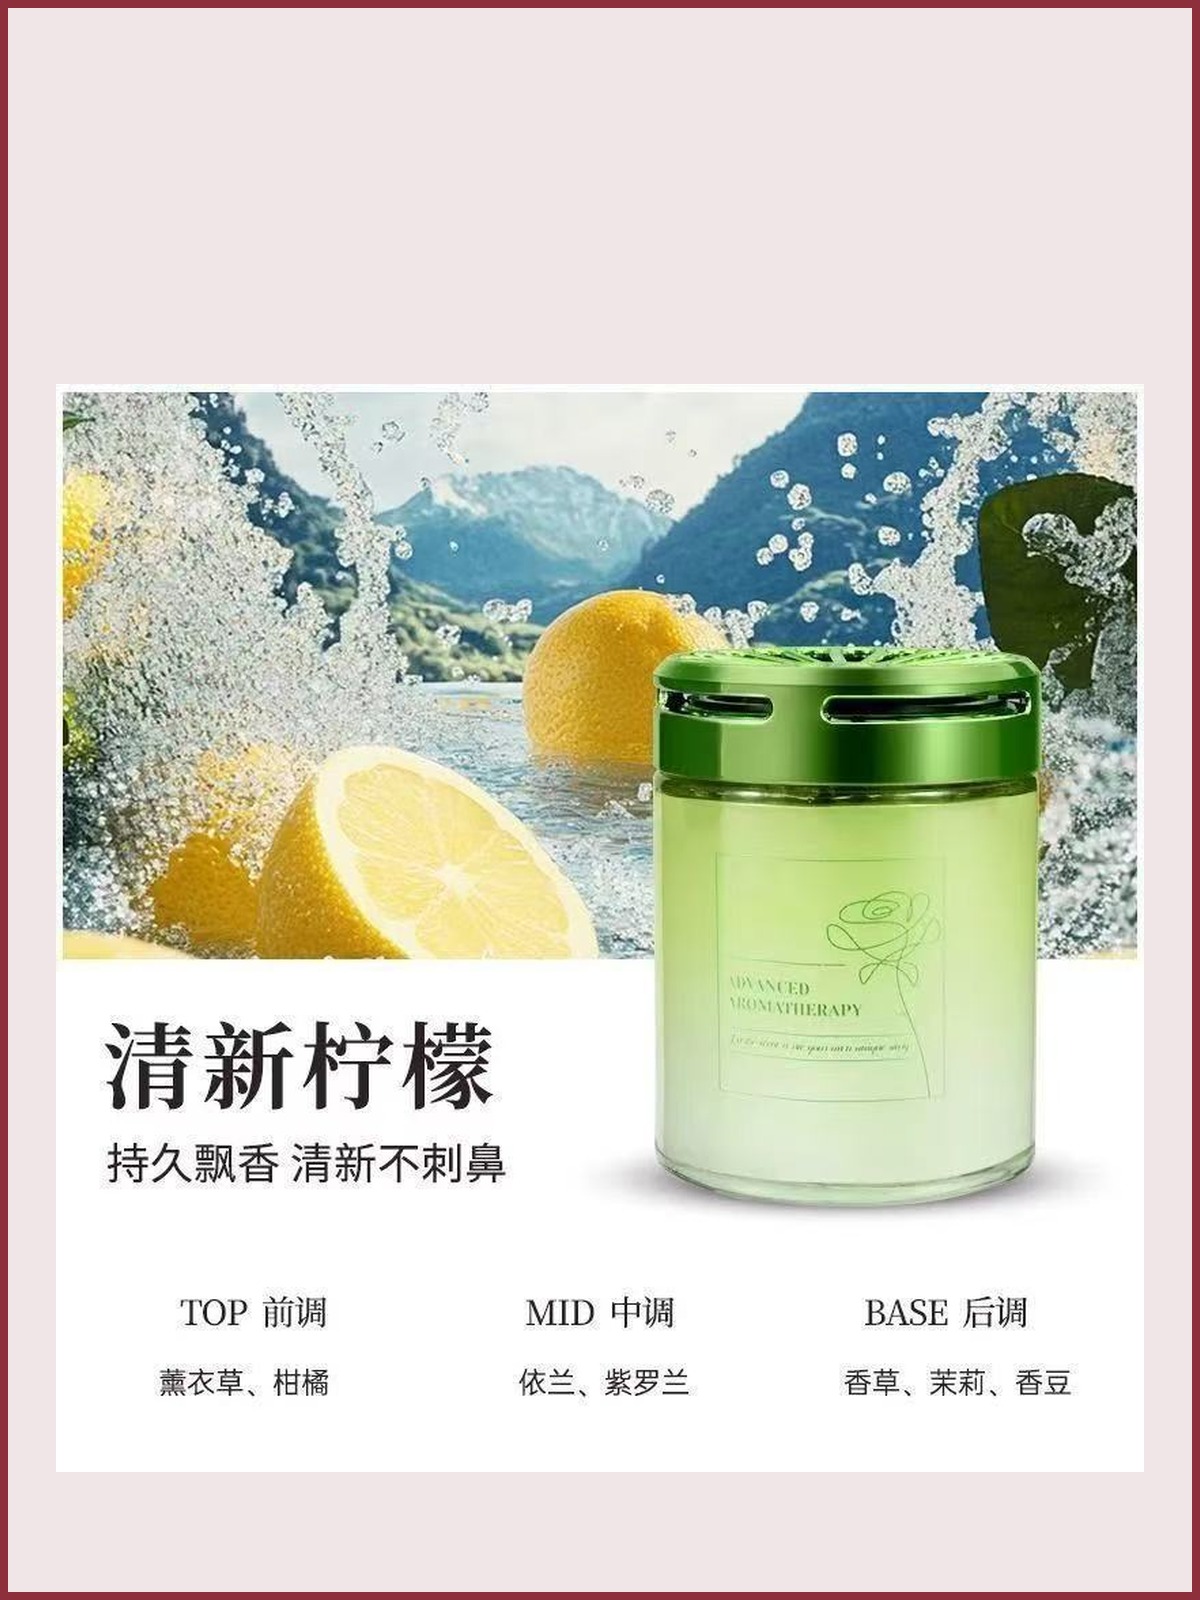 ADVANCED
AROMATHERAPY
清新柠檬
持久飘香 清新不刺鼻
TOP 前调
MID 中调
BASE 后调
薰衣草、柑橘
依兰、紫罗兰
香草、茉莉、香豆